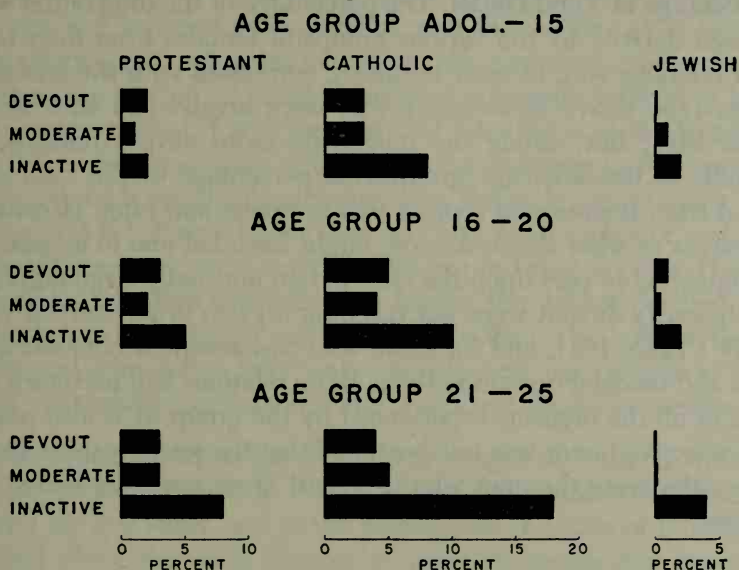 AGE GROUP ADOL.—15
PROTESTANT CATHOLIC JEWISH
DEVOUT
MODERATE
INACTIVE
AGE GROUP 16—20
DEVOUT
MODERATE
INACTIVE
AGE GROUP 21—25
DEVOUT
MODERATE
INACTIVE
0 10 0 5 10 15 20 0 5
PERCENT PERCENT PERCENT